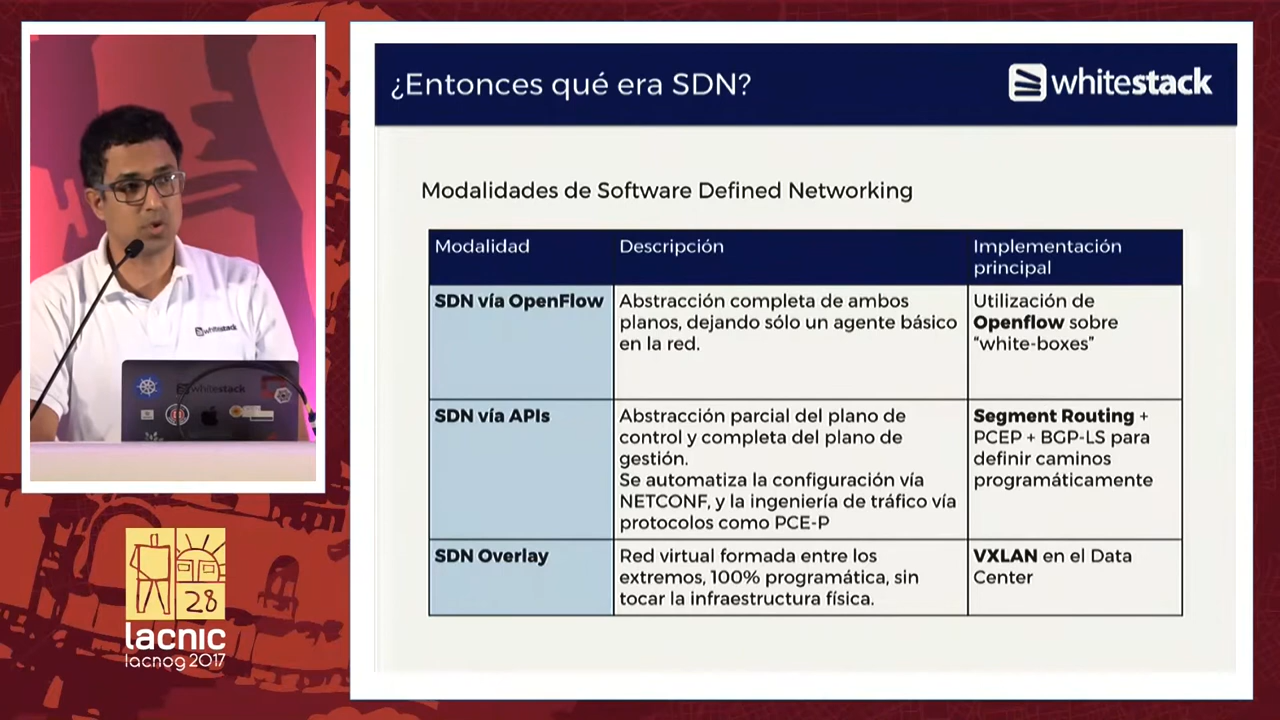 ¿Entonces qué era SDN?
whitestack
Modalidades de Software Defined Networking
Modalidad
Descripción
Implementación
principal
SDN vía OpenFlow
Abstracción completa de ambos
planos, dejando sólo un agente básico
en la red.
Utilización de
Openflow sobre
“white-boxes”
SDN vía APIs
Abstracción parcial del plano de
control y completa del plano de
gestión.
Se automatiza la configuración vía
NETCONF, y la ingeniería de tráfico vía
protocolos como PCE-P
Segment Routing +
PCEP + BGP-LS para
definir caminos
programáticamente
SDN Overlay
Red virtual formada entre los
extremos, 100% programática, sin
tocar la infraestructura física.
VXLAN en el Data
Center
whitestack
whitestack
28
lacnic
lacnog 2017